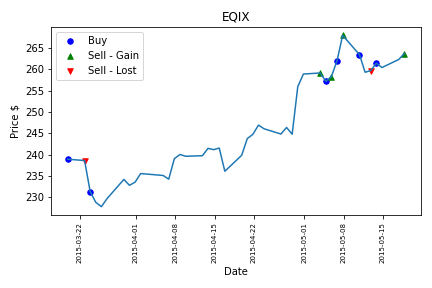 EQIX
Buy
Sell - Gain
Sell - Lost
Price $
265
260
255
250
245
240
235
230
2015-03-22
2015-04-01
2015-04-08
2015-04-15
2015-04-22
2015-05-01
2015-05-08
2015-05-15
Date